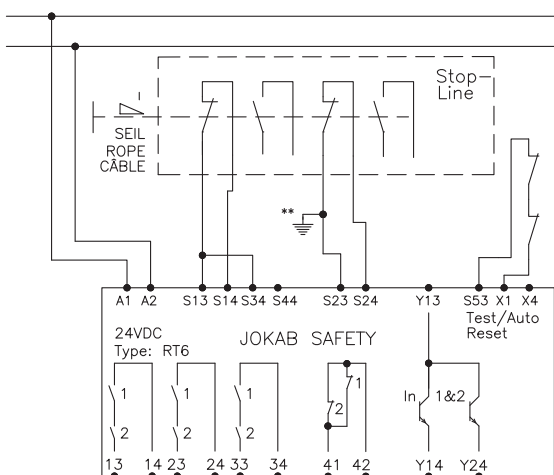 Stop-
Line
SEIL
ROPE
CÂBLE
**
A1 A2 S13 S14 S34 S44 S23 S24 Y13 S53 X1 X4
Test/Auto
Reset
24VDC
Type: RT6
JOKAB SAFETY
1 1 1 1 In 1&2
2 2 2 2
13 14 23 24 33 34 41 42 Y14 Y24